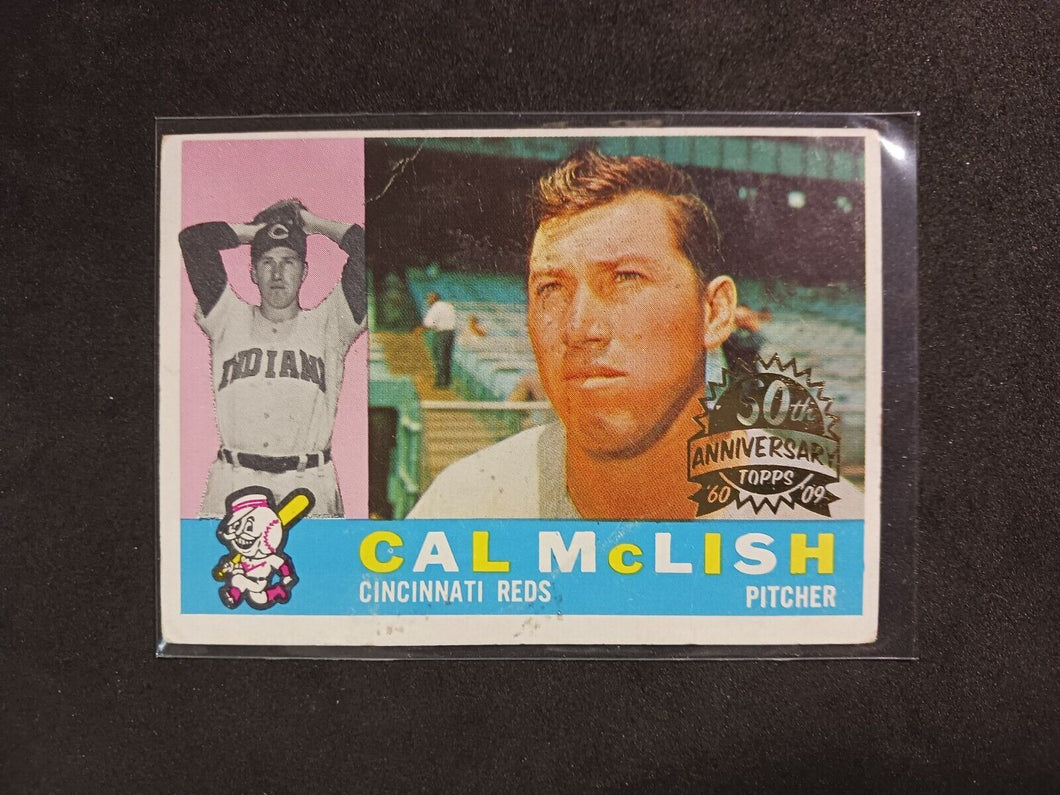 C
INDIANS
50th
ANNIVERSARY
TOPPS
'60 '09
CAL McLISH
CINCINNATI REDS
PITCHER